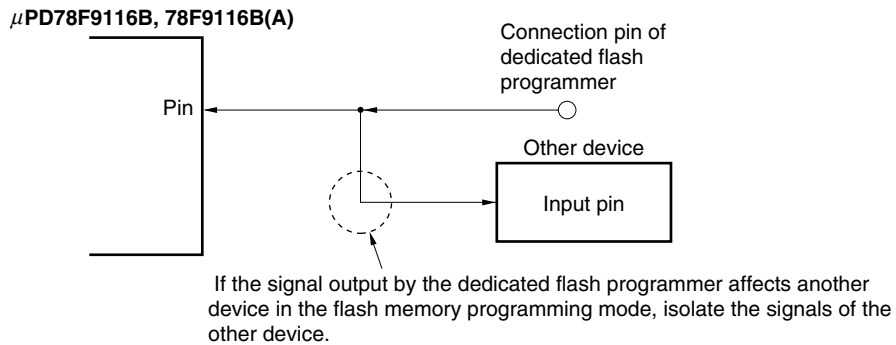 μPD78F9116B, 78F9116B(A)
Connection pin of
dedicated flash
programmer
Pin
Other device
Input pin
If the signal output by the dedicated flash programmer affects another
device in the flash memory programming mode, isolate the signals of the
other device.